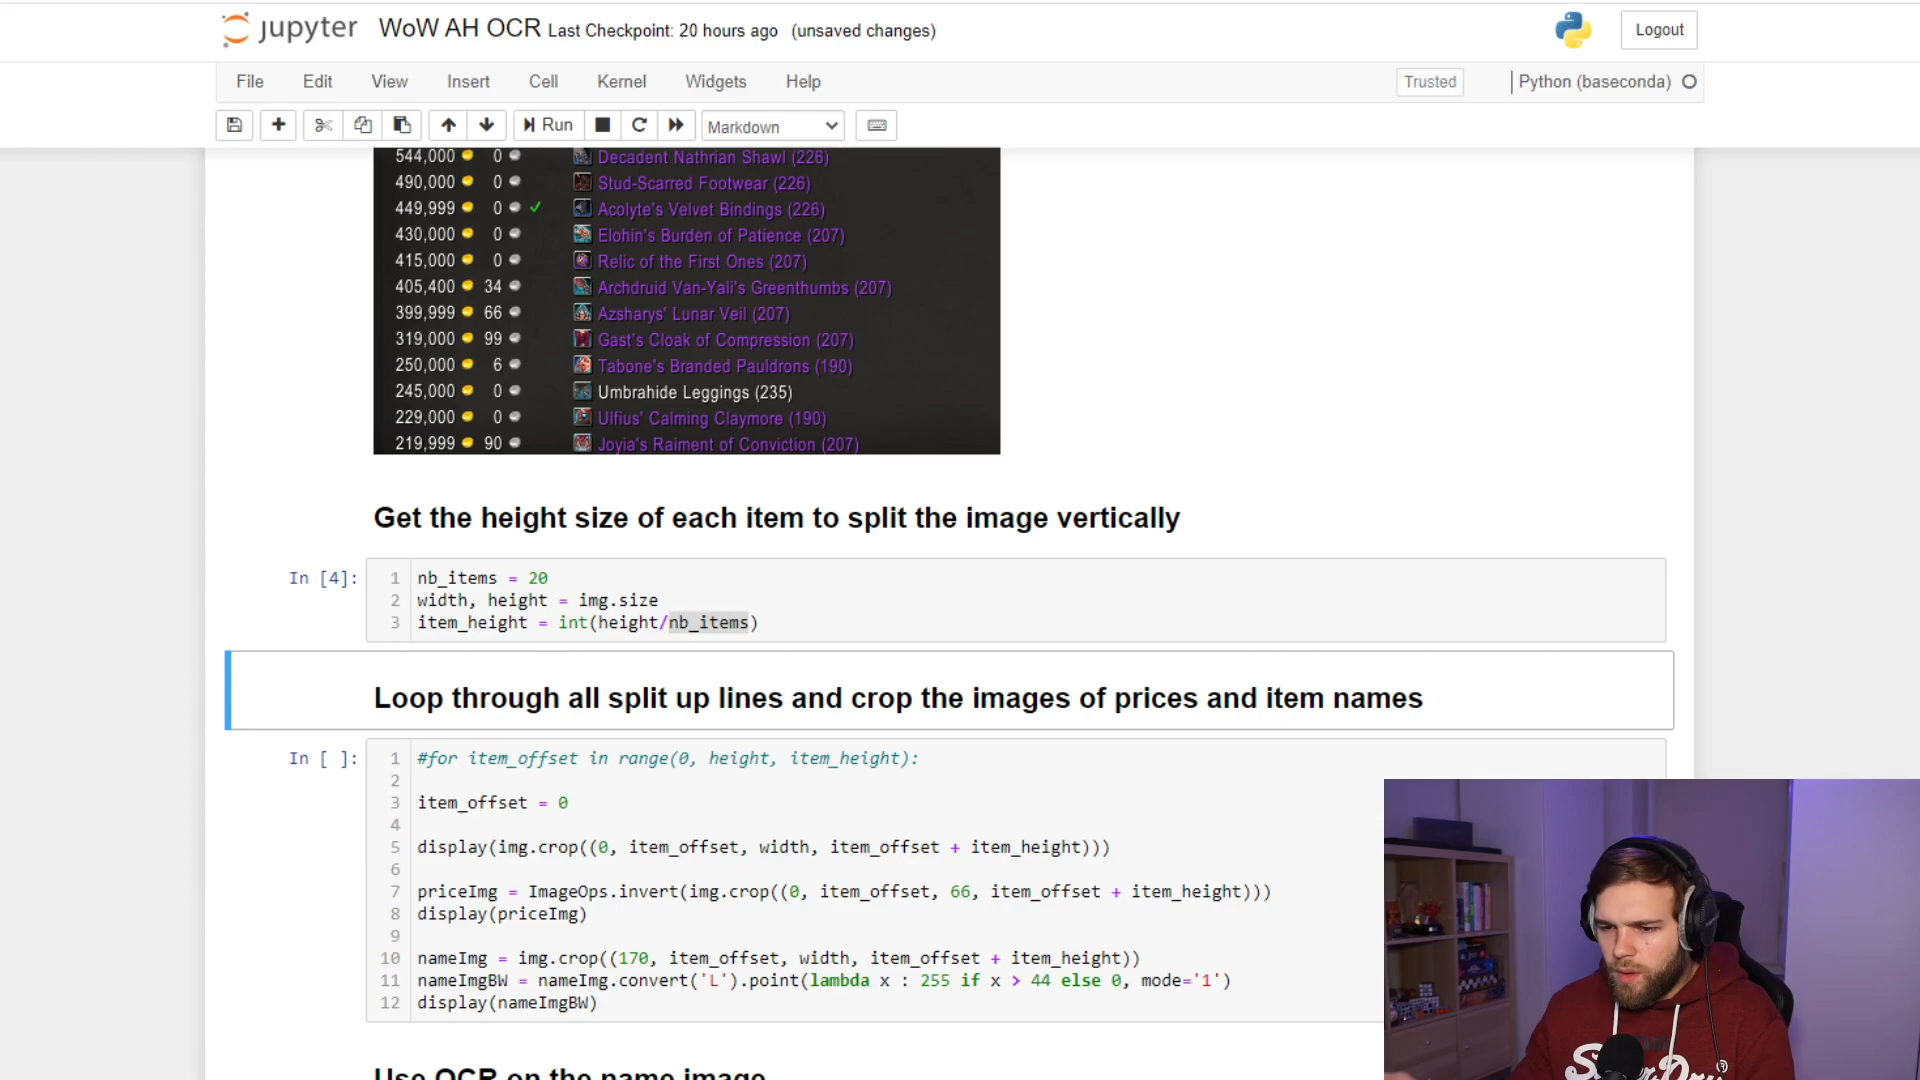 jupyter WoW AH OCR Last Checkpoint: 20 hours ago (unsaved changes) Logout
File Edit View Insert Cell Kernel Widgets Help Trusted Python (baseconda)
Run Markdown
544,000 0 Decadent Nathrian Shawl (226)
490,000 0 Stud-Scarred Footwear (226)
449,999 0 Acolyte's Velvet Bindings (226)
430,000 0 Elohin's Burden of Patience (207)
415,000 0 Relic of the First Ones (207)
405,400 34 Archdruid Van-Yali's Greenthumbs (207)
399,999 66 Azsharys' Lunar Veil (207)
319,000 99 Gast's Cloak of Compression (207)
250,000 6 Tabone's Branded Pauldrons (190)
245,000 0 Umbrahide Leggings (235)
229,000 0 Ulfius' Calming Claymore (190)
219,999 90 Joyia's Raiment of Conviction (207)
Get the height size of each item to split the image vertically
In [4]: 1 nb_items = 20
2 width, height = img.size
3 item_height = int(height/nb_items)
Loop through all split up lines and crop the images of prices and item names
In [ ]: 1 #for item_offset in range(0, height, item_height):
2
3 item_offset = 0
4
5 display(img.crop((0, item_offset, width, item_offset + item_height)))
6
7 priceImg = ImageOps.invert(img.crop((0, item_offset, 66, item_offset + item_height)))
8 display(priceImg)
9
10 nameImg = img.crop((170, item_offset, width, item_offset + item_height))
11 nameImgBW = nameImg.convert('L').point(lambda x : 255 if x > 44 else 0, mode='1')
12 display(nameImgBW)
Use OCR on the name image